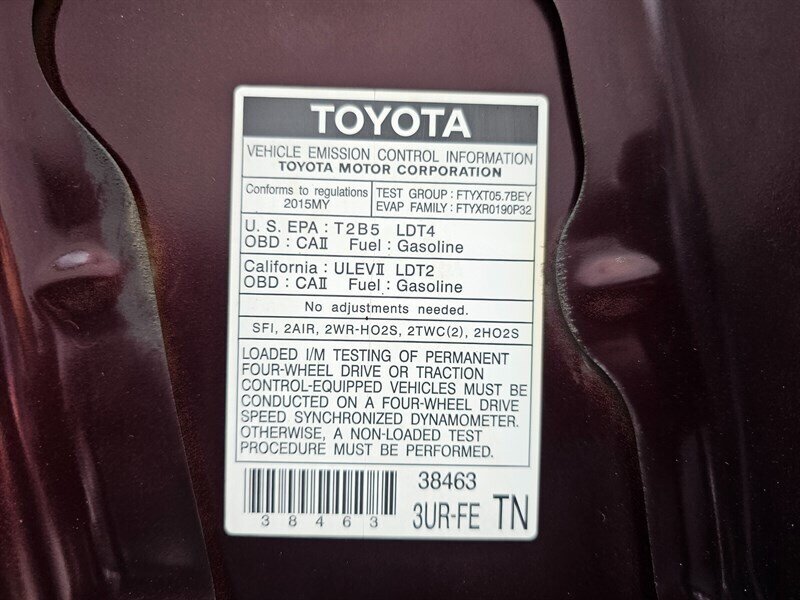 TOYOTA
VEHICLE EMISSION CONTROL INFORMATION
TOYOTA MOTOR CORPORATION
Conforms to regulations
2015MY
TEST GROUP : FTYXT05.7BEY
EVAP FAMILY : FTYXR0190P32
U. S. EPA : T2B5 LDT4
OBD : CAⅡ Fuel : Gasoline
California : ULEVⅡ LDT2
OBD : CAⅡ Fuel : Gasoline
No adjustments needed.
SFI, 2AIR, 2WR-HO2S, 2TWC(2), 2HO2S
LOADED I/M TESTING OF PERMANENT
FOUR-WHEEL DRIVE OR TRACTION
CONTROL-EQUIPPED VEHICLES MUST BE
CONDUCTED ON A FOUR-WHEEL DRIVE
SPEED SYNCHRONIZED DYNAMOMETER.
OTHERWISE, A NON-LOADED TEST
PROCEDURE MUST BE PERFORMED.
38463
38463
3UR-FE TN